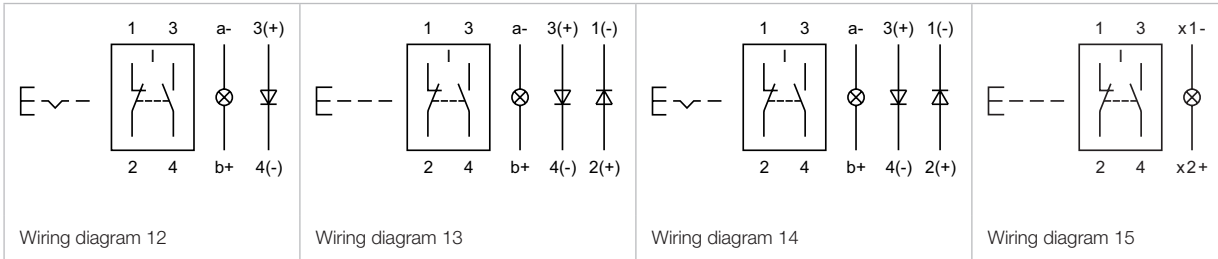 1 3 a- 3(+)
2 4 b+ 4(-)
Wiring diagram 12
1 3 a- 3(+) 1(-)
2 4 b+ 4(-) 2(+)
Wiring diagram 13
1 3 a- 3(+) 1(-)
2 4 b+ 4(-) 2(+)
Wiring diagram 14
1 3 x1-
2 4 x2+
Wiring diagram 15